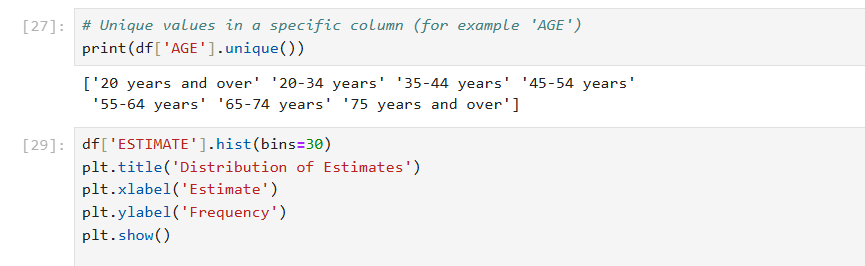 [27]: # Unique values in a specific column (for example 'AGE')
print(df['AGE'].unique())
['20 years and over' '20-34 years' '35-44 years' '45-54 years'
 '55-64 years' '65-74 years' '75 years and over']
[29]: df['ESTIMATE'].hist(bins=30)
plt.title('Distribution of Estimates')
plt.xlabel('Estimate')
plt.ylabel('Frequency')
plt.show()